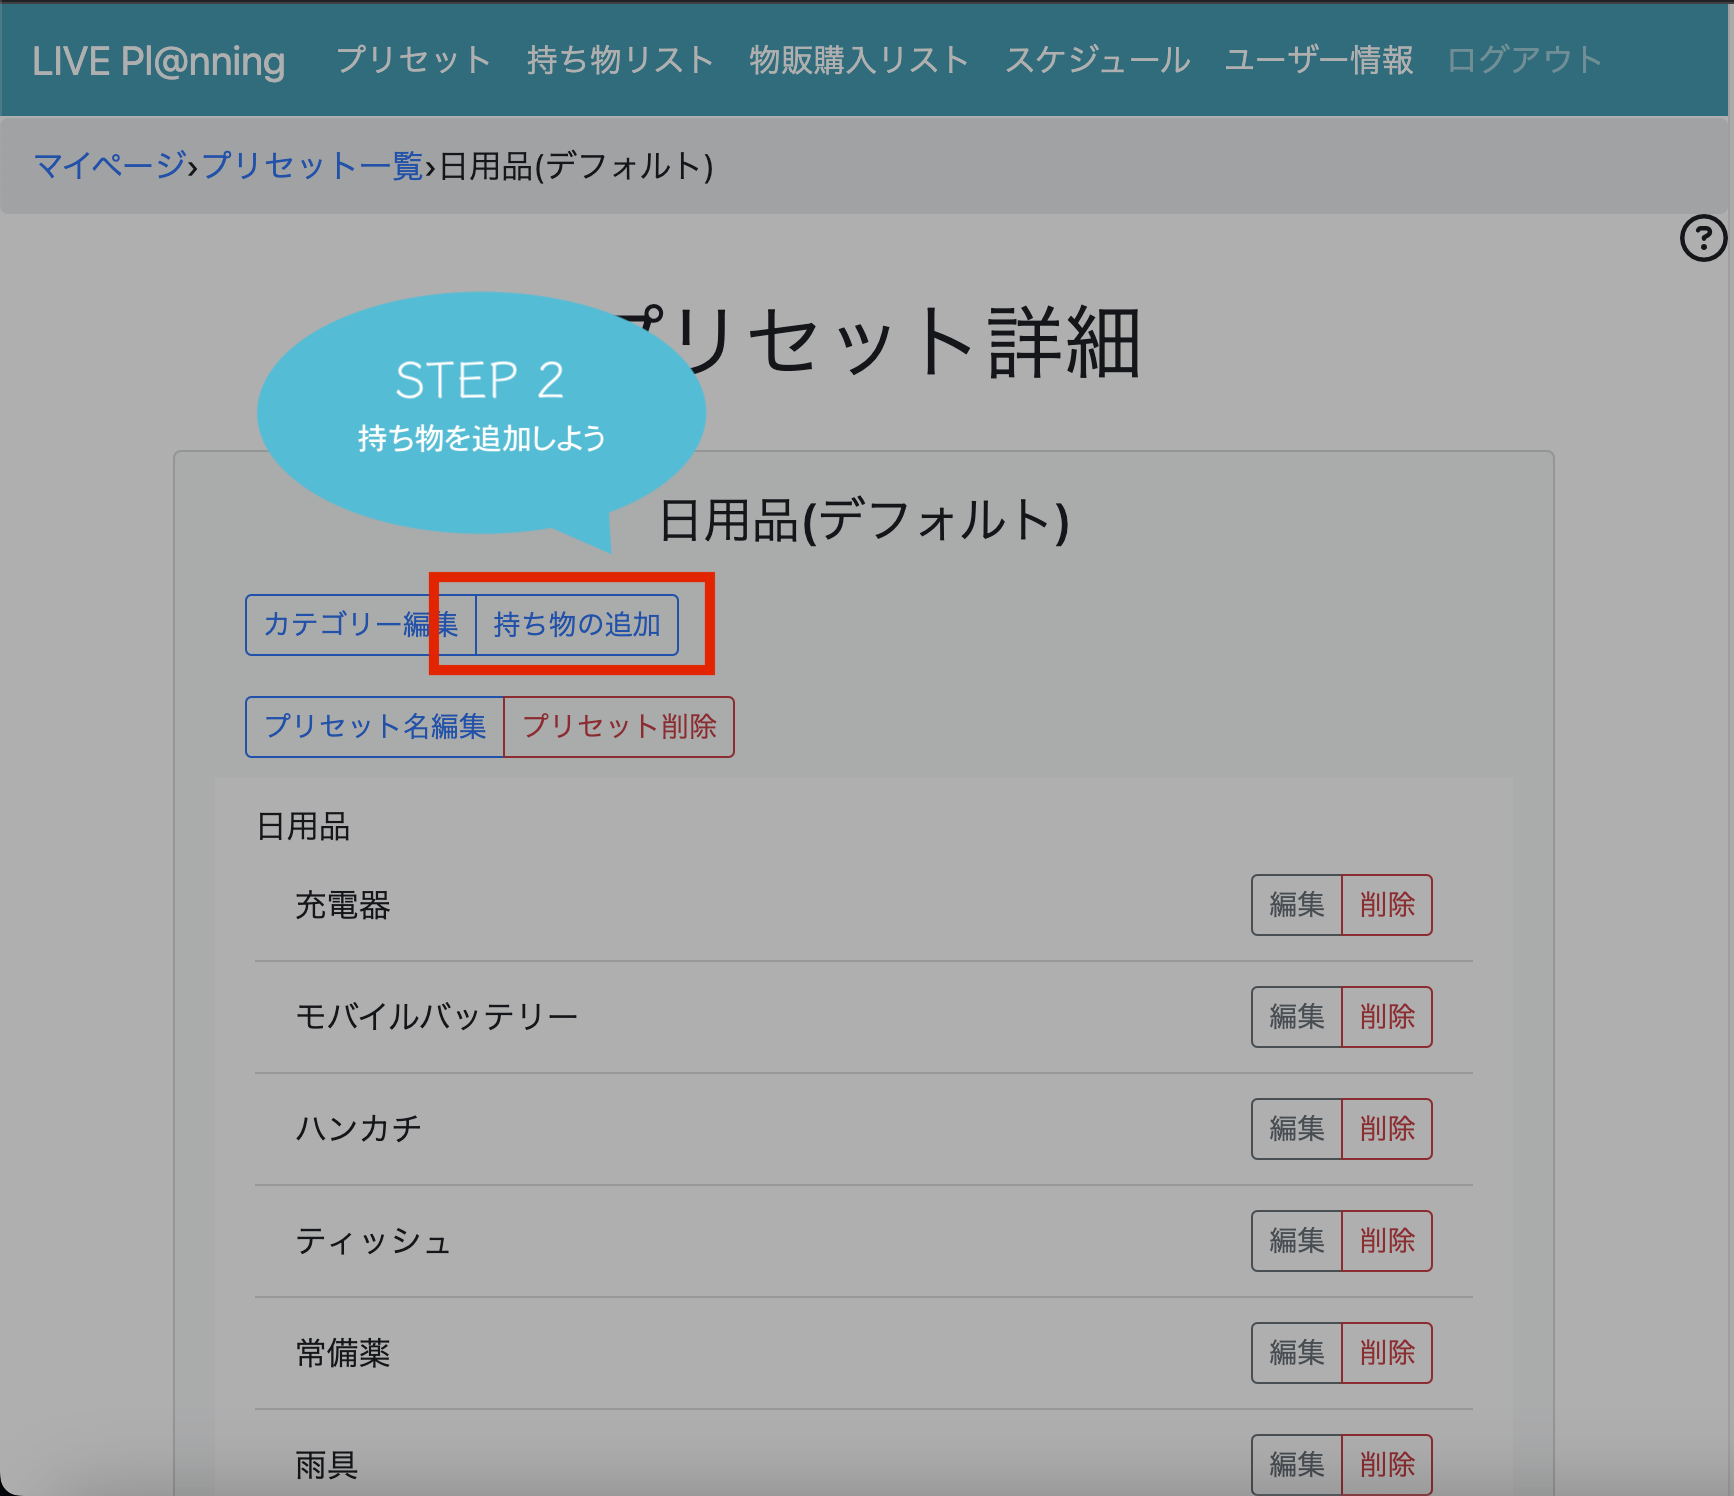 LIVE Pl@nning プリセット 持ち物リスト 物販購入リスト スケジュール ユーザー情報 ログアウト
マイページ›プリセット一覧›日用品(デフォルト)
プリセット詳細
STEP 2
持ち物を追加しよう
日用品(デフォルト)
カテゴリー編集 持ち物の追加
プリセット名編集 プリセット削除
日用品
充電器 編集 削除
モバイルバッテリー 編集 削除
ハンカチ 編集 削除
ティッシュ 編集 削除
常備薬 編集 削除
雨具 編集 削除